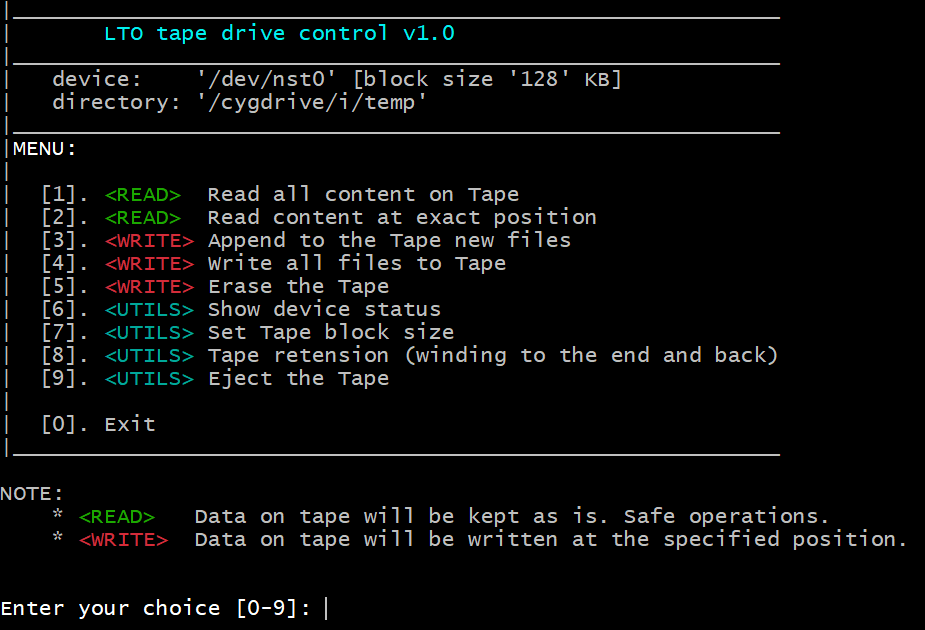 LTO tape drive control v1.0
device: '/dev/nst0' [block size '128' KB]
directory: '/cygdrive/i/temp'
MENU:
[1]. <READ> Read all content on Tape
[2]. <READ> Read content at exact position
[3]. <WRITE> Append to the Tape new files
[4]. <WRITE> Write all files to Tape
[5]. <WRITE> Erase the Tape
[6]. <UTILS> Show device status
[7]. <UTILS> Set Tape block size
[8]. <UTILS> Tape retension (winding to the end and back)
[9]. <UTILS> Eject the Tape
[0]. Exit
NOTE:
* <READ> Data on tape will be kept as is. Safe operations.
* <WRITE> Data on tape will be written at the specified position.
Enter your choice [0-9]: